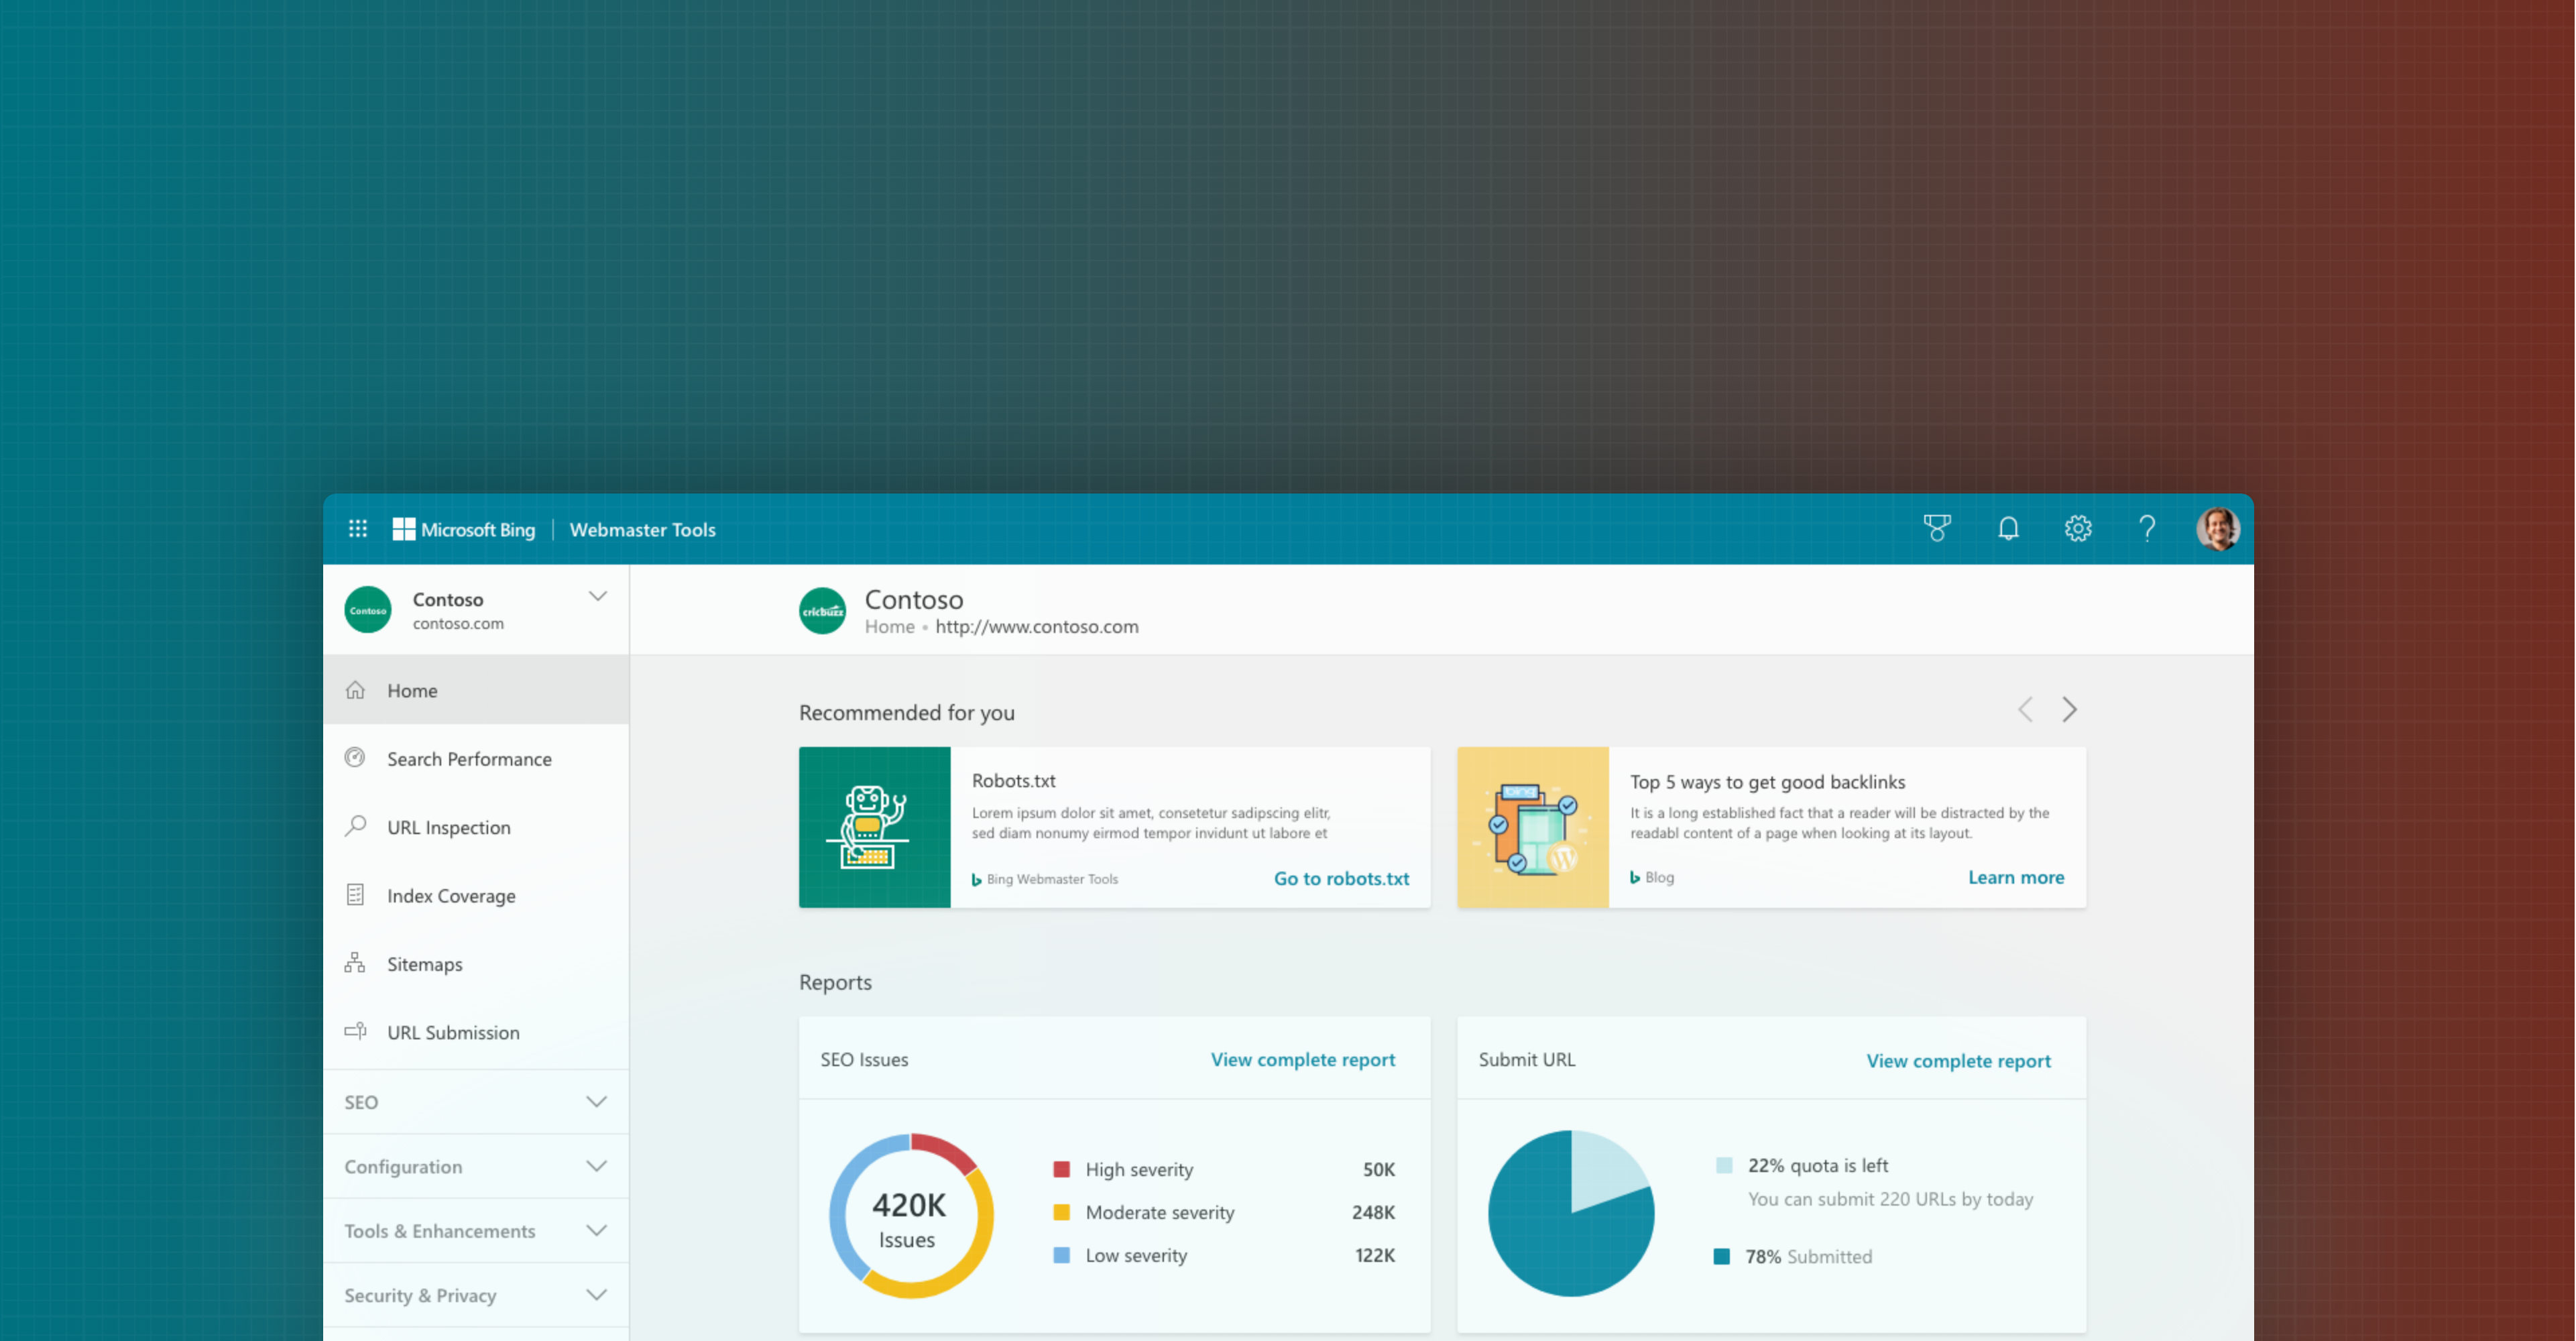 Microsoft Bing | Webmaster Tools
Contoso
contoso.com
Contoso
Home
Search Performance
URL Inspection
Index Coverage
Sitemaps
URL Submission
SEO
Configuration
Tools & Enhancements
Security & Privacy
cricbuzz
Contoso
Home • http://www.contoso.com
Recommended for you
Robots.txt
Lorem ipsum dolor sit amet, consetetur sadipscing elitr,
sed diam nonumy eirmod tempor invidunt ut labore et
Bing Webmaster Tools
Go to robots.txt
bing
Top 5 ways to get good backlinks
It is a long established fact that a reader will be distracted by the
readabl content of a page when looking at its layout.
Blog
Learn more
Reports
SEO Issues
View complete report
420K
Issues
High severity 50K
Moderate severity 248K
Low severity 122K
Submit URL
View complete report
22% quota is left
You can submit 220 URLs by today
78% Submitted